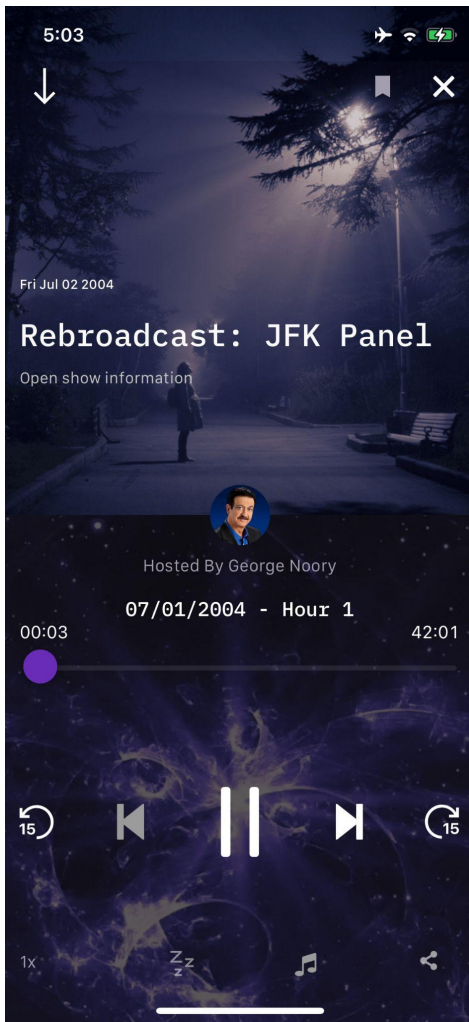 5:03
Fri Jul 02 2004
Rebroadcast: JFK Panel
Open show information
Hosted By George Noory
07/01/2004 - Hour 1
00:03 42:01
15 15
1x Z Z Z